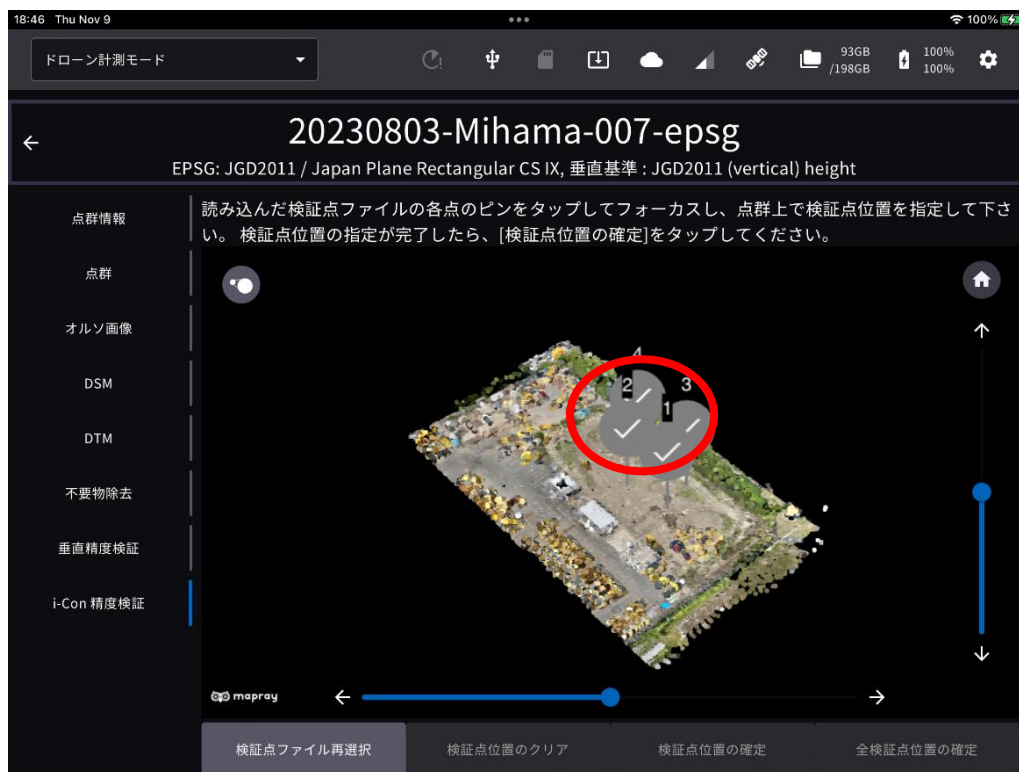 18:46 Thu Nov 9
100%
ドローン計測モード
93GB
/198GB
100%
100%
20230803-Mihama-007-epsg
EPSG: JGD2011 / Japan Plane Rectangular CS IX, 垂直基準 : JGD2011 (vertical) height
点群情報
点群
オルソ画像
DSM
DTM
不要物除去
垂直精度検証
i-Con 精度検証
読み込んだ検証点ファイルの各点のピンをタップしてフォーカスし、点群上で検証点位置を指定して下さ
い。 検証点位置の指定が完了したら、[検証点位置の確定]をタップしてください。
4
2
3
1
mapray
検証点ファイル再選択
検証点位置のクリア
検証点位置の確定
全検証点位置の確定